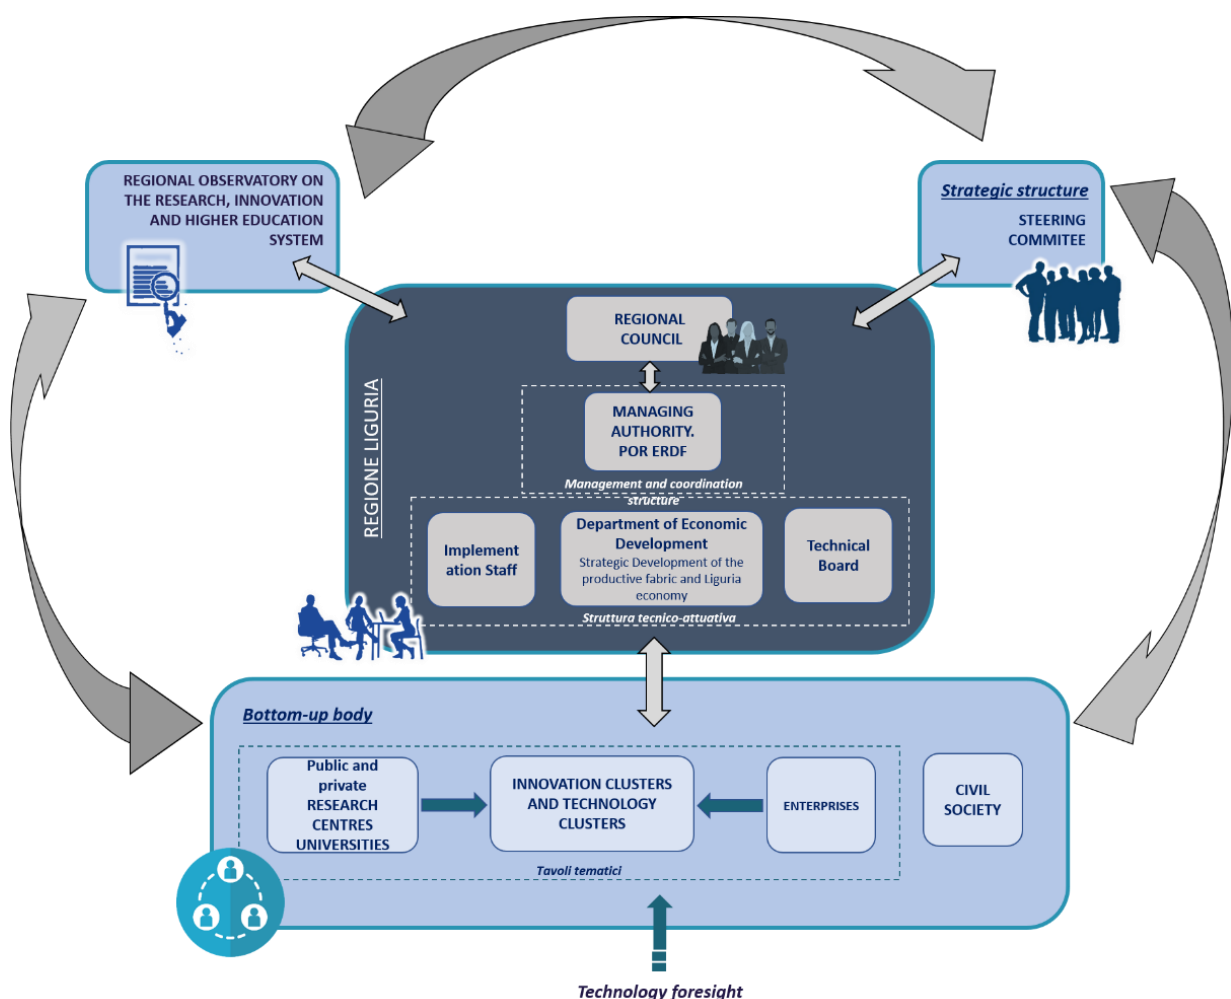 REGIONAL OBSERVATORY ON
THE RESEARCH, INNOVATION
AND HIGHER EDUCATION
SYSTEM
Strategic structure
STEERING
COMMITEE
REGIONE LIGURIA
REGIONAL
COUNCIL
MANAGING
AUTHORITY.
POR ERDF
Management and coordination
structure
Implement
ation Staff
Department of Economic
Development
Strategic Development of the
productive fabric and Liguria
economy
Technical
Board
Struttura tecnico-attuativa
Bottom-up body
Public and
private
RESEARCH
CENTRES
UNIVERSITIES
INNOVATION CLUSTERS
AND TECHNOLOGY
CLUSTERS
ENTERPRISES
CIVIL
SOCIETY
Tavoli tematici
Technology foresight